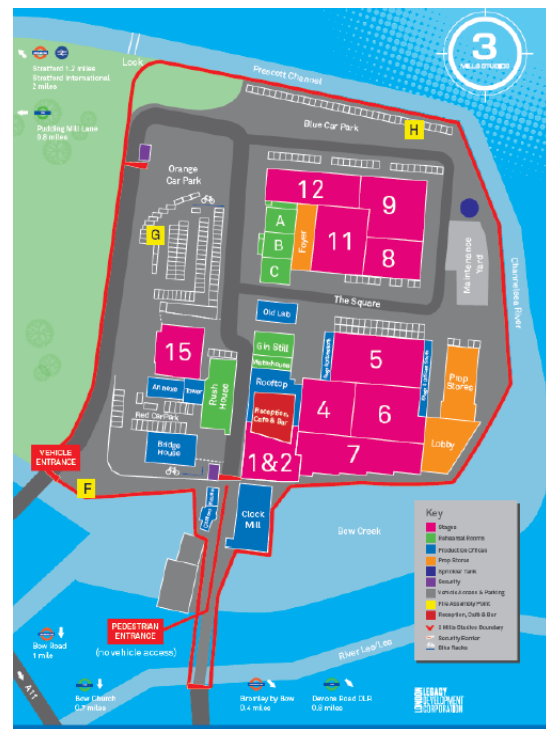 3
MILLS STUDIOS
Stratford 1.2 miles
Stratford International
2 miles
Lock
Prescott Channel
Pudding Mill Lane
0.8 miles
Blue Car Park
H
Orange
Car Park
G
12
9
A
B
C
Foyer
11
8
Maintenance
Yard
Channelsea River
The Square
Old Lab
15
Gin Still
5
Prop
Stores
Annexe
Tower
Rush
House
Rooftop
Reception,
Café & Bar
4
6
Red Car Park
Lobby
7
Bridge
House
1&2
VEHICLE
ENTRANCE
F
Clock
Mill
Bow Creek
PEDESTRIAN
ENTRANCE
(no vehicle access)
Key
Stages
Rehearsal Rooms
Production Offices
Prop Stores
Sprinkler Tank
Security
Vehicle Access & Parking
Fire Assembly Point
Reception, Café & Bar
3 Mills Studios Boundary
Security Barrier
Bike Racks
Bow Road
1 mile
A11
Bow Church
0.7 miles
Bromley by Bow
0.4 miles
Devons Road DLR
0.8 miles
River Lea/Lee
LONDON
LEGACY
DEVELOPMENT
CORPORATION